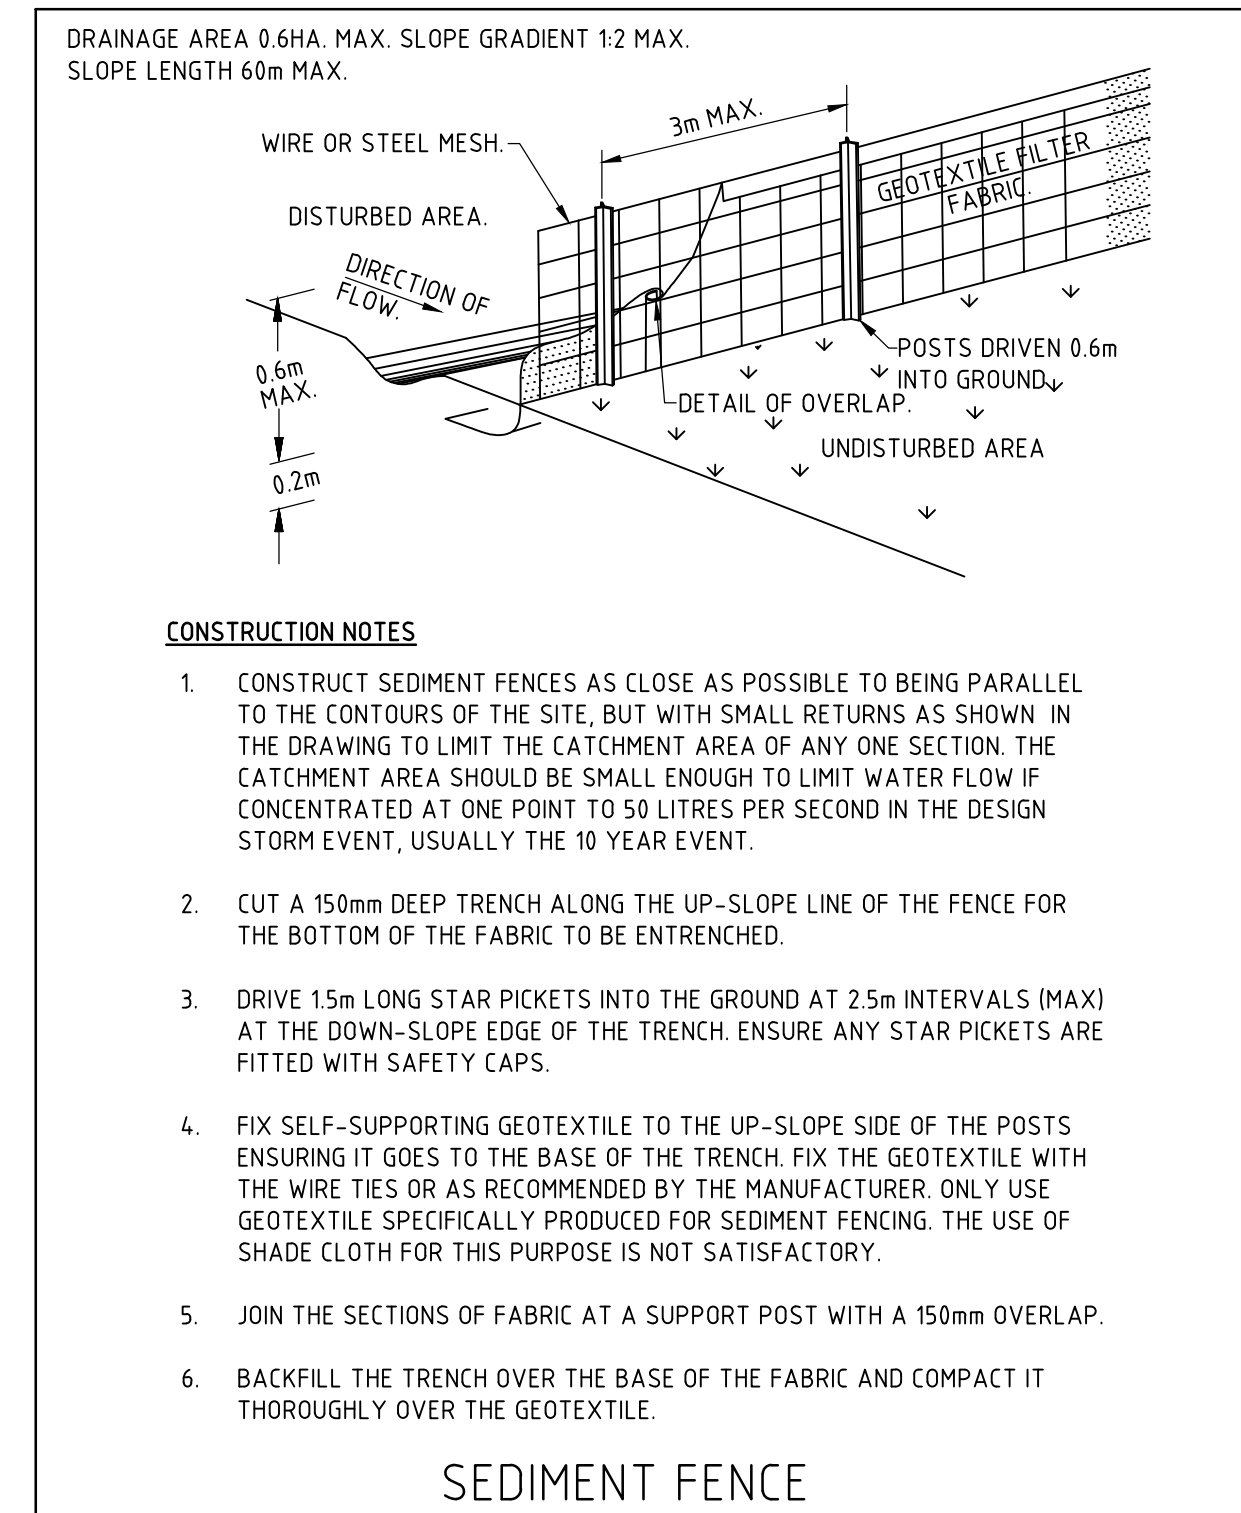 DRAINAGE AREA 0.6HA. MAX. SLOPE GRADIENT 1:2 MAX.
SLOPE LENGTH 60m MAX.
3m MAX.
WIRE OR STEEL MESH.
GEOTEXTILE FILTER
FABRIC.
DISTURBED AREA.
DIRECTION OF
FLOW.
0.6m
MAX.
POSTS DRIVEN 0.6m
INTO GROUND
DETAIL OF OVERLAP.
UNDISTURBED AREA
0.2m
CONSTRUCTION NOTES
1. CONSTRUCT SEDIMENT FENCES AS CLOSE AS POSSIBLE TO BEING PARALLEL
TO THE CONTOURS OF THE SITE, BUT WITH SMALL RETURNS AS SHOWN IN
THE DRAWING TO LIMIT THE CATCHMENT AREA OF ANY ONE SECTION. THE
CATCHMENT AREA SHOULD BE SMALL ENOUGH TO LIMIT WATER FLOW IF
CONCENTRATED AT ONE POINT TO 50 LITRES PER SECOND IN THE DESIGN
STORM EVENT, USUALLY THE 10 YEAR EVENT.
2. CUT A 150mm DEEP TRENCH ALONG THE UP-SLOPE LINE OF THE FENCE FOR
THE BOTTOM OF THE FABRIC TO BE ENTRENCHED.
3. DRIVE 1.5m LONG STAR PICKETS INTO THE GROUND AT 2.5m INTERVALS (MAX)
AT THE DOWN-SLOPE EDGE OF THE TRENCH. ENSURE ANY STAR PICKETS ARE
FITTED WITH SAFETY CAPS.
4. FIX SELF-SUPPORTING GEOTEXTILE TO THE UP-SLOPE SIDE OF THE POSTS
ENSURING IT GOES TO THE BASE OF THE TRENCH. FIX THE GEOTEXTILE WITH
THE WIRE TIES OR AS RECOMMENDED BY THE MANUFACTURER. ONLY USE
GEOTEXTILE SPECIFICALLY PRODUCED FOR SEDIMENT FENCING. THE USE OF
SHADE CLOTH FOR THIS PURPOSE IS NOT SATISFACTORY.
5. JOIN THE SECTIONS OF FABRIC AT A SUPPORT POST WITH A 150mm OVERLAP.
6. BACKFILL THE TRENCH OVER THE BASE OF THE FABRIC AND COMPACT IT
THOROUGHLY OVER THE GEOTEXTILE.
SEDIMENT FENCE